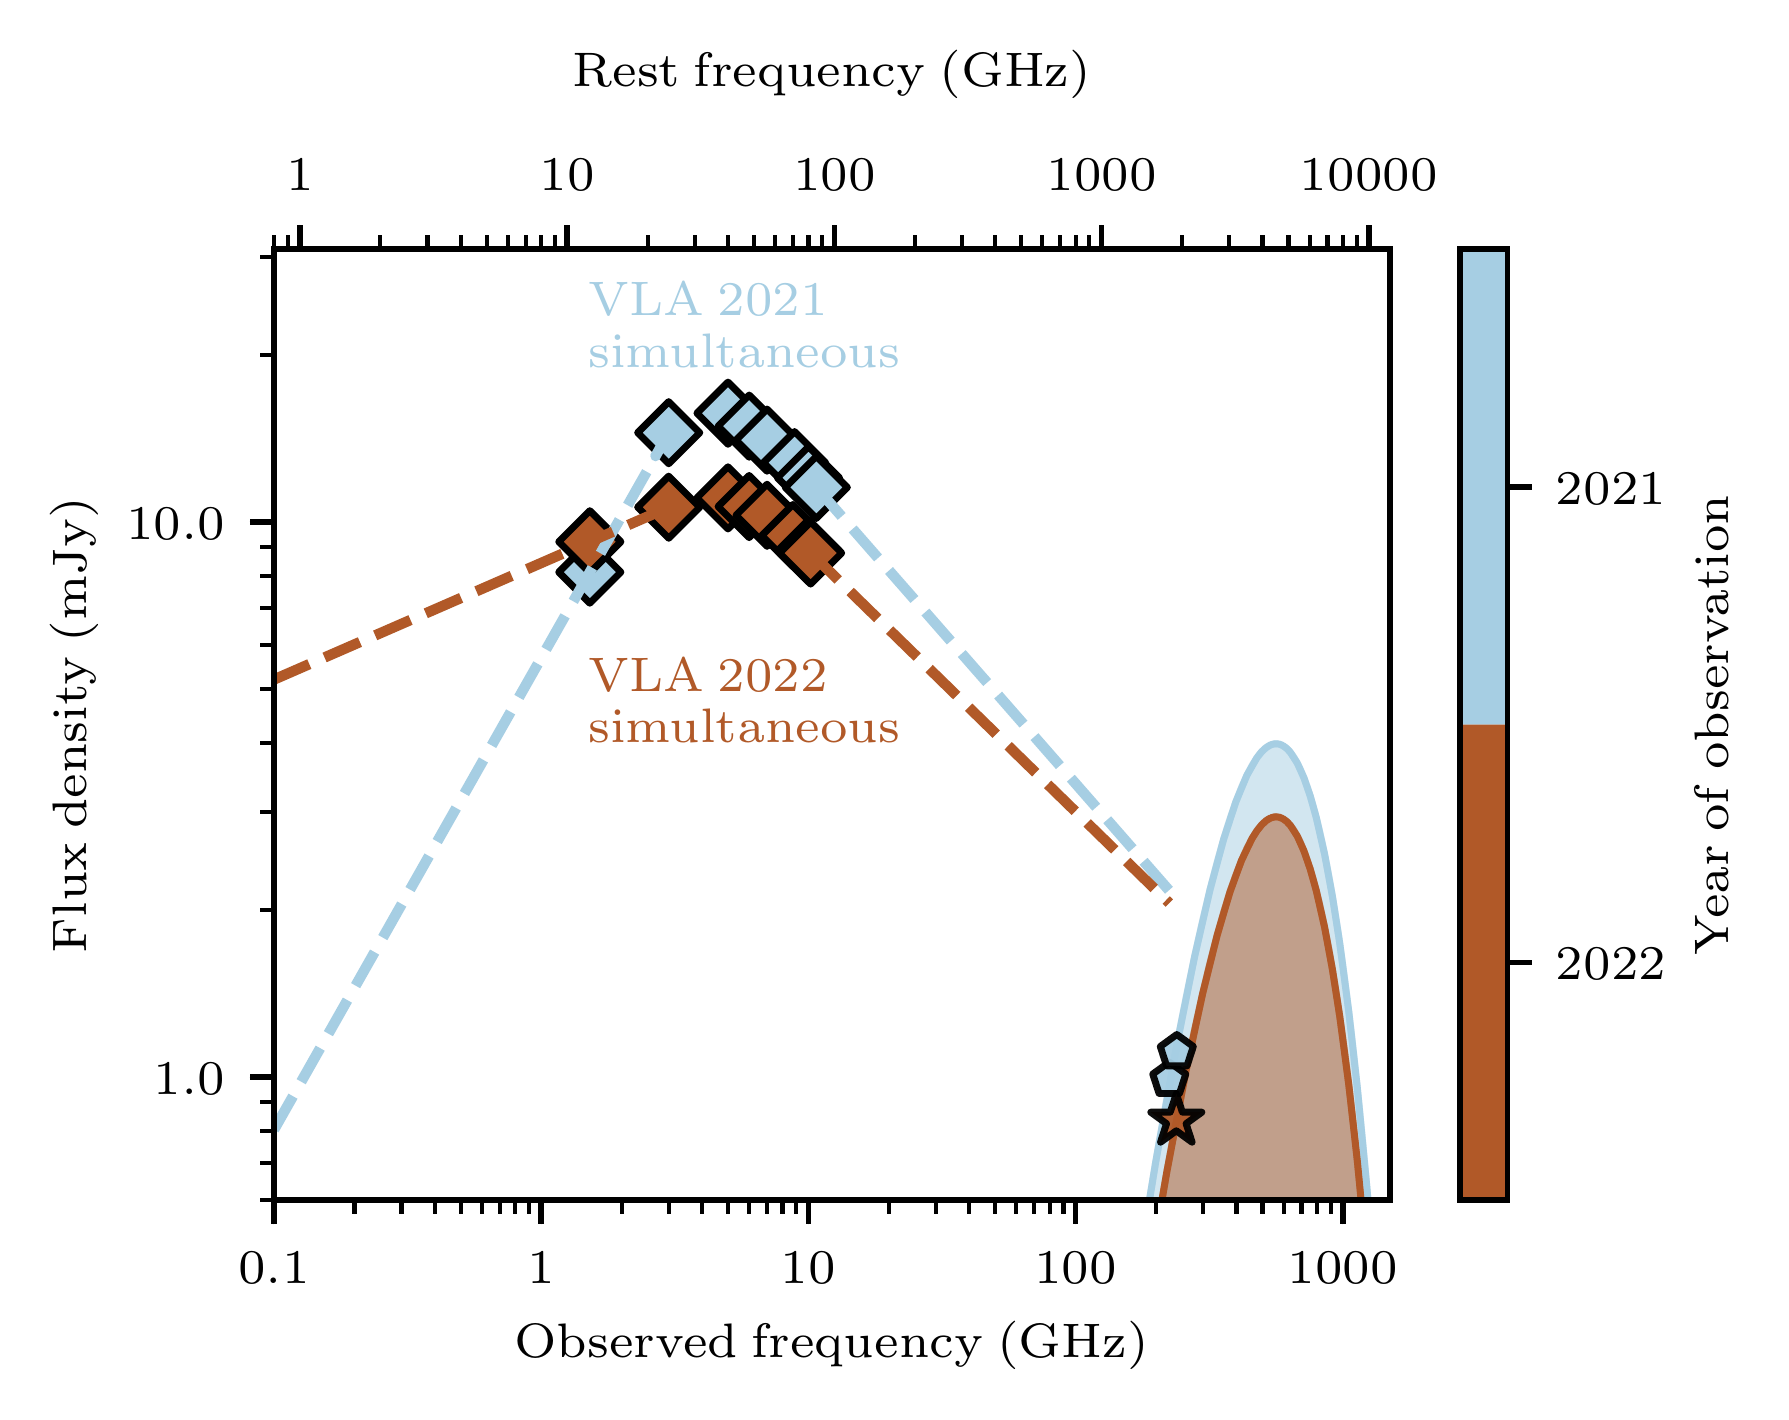 Rest frequency (GHz)
1 10 100 1000 10000
VLA 2021
simultaneous
10.0
1.0
Flux density (mJy)
VLA 2022
simultaneous
2021
2022
Year of observation
0.1 1 10 100 1000
Observed frequency (GHz)